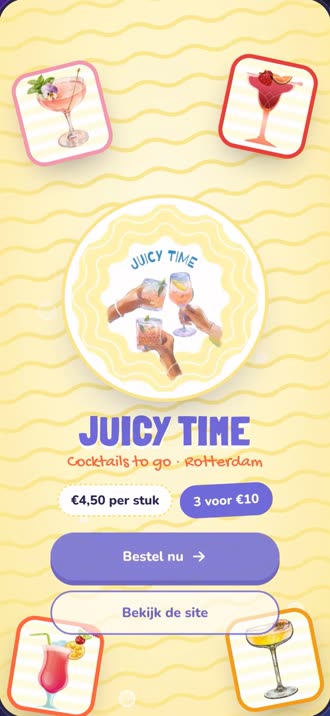 JUICY TIME
JUICY TIME
Cocktails to go · Rotterdam
€4,50 per stuk
3 voor €10
Bestel nu →
Bekijk de site